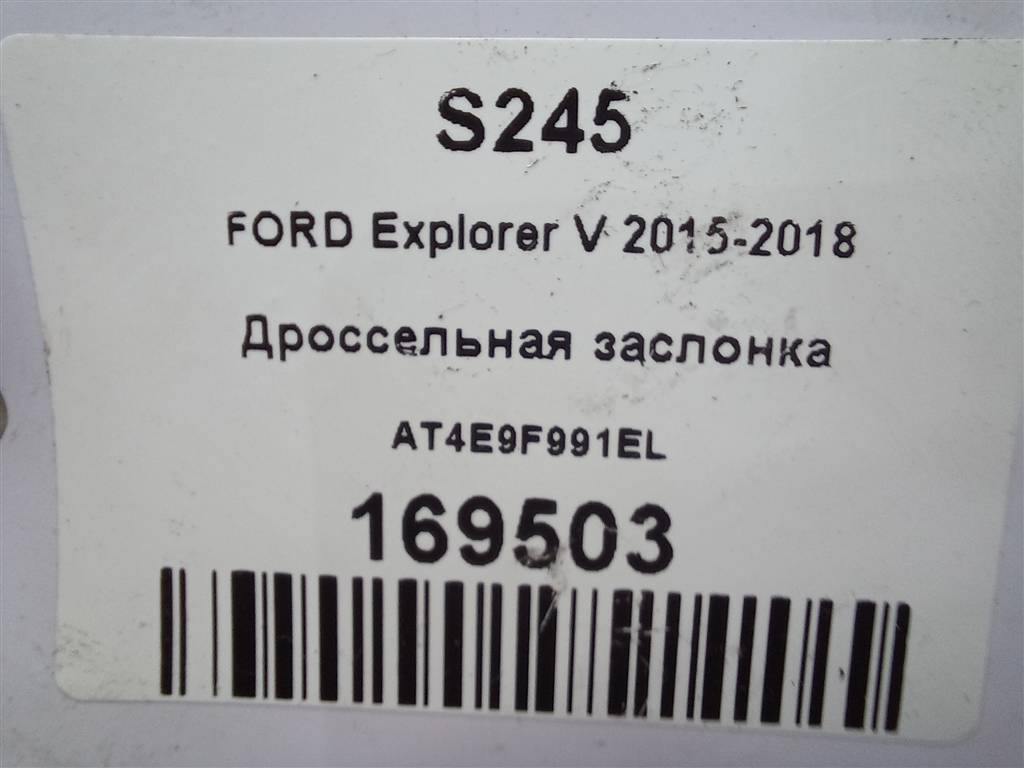 S245
FORD Explorer V 2015-2018
Дроссельная заслонка
AT4E9F991EL
169503